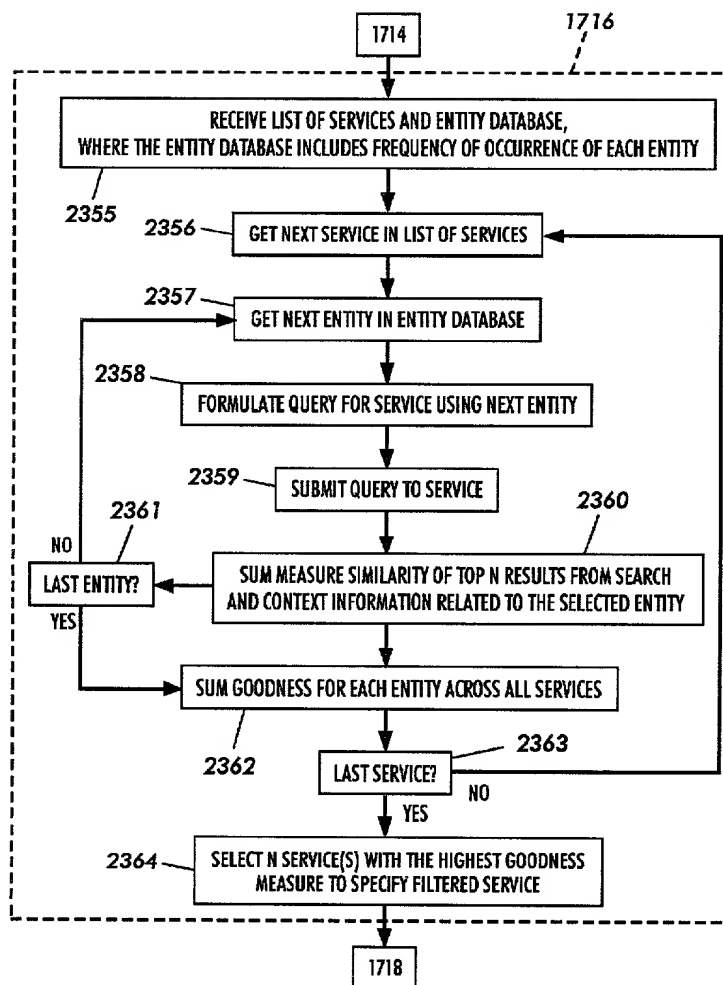 1714
1716
RECEIVE LIST OF SERVICES AND ENTITY DATABASE,
WHERE THE ENTITY DATABASE INCLUDES FREQUENCY OF OCCURRENCE OF EACH ENTITY
2355
2356
GET NEXT SERVICE IN LIST OF SERVICES
2357
GET NEXT ENTITY IN ENTITY DATABASE
2358
FORMULATE QUERY FOR SERVICE USING NEXT ENTITY
2359
SUBMIT QUERY TO SERVICE
2360
2361
NO
LAST ENTITY?
YES
SUM MEASURE SIMILARITY OF TOP N RESULTS FROM SEARCH
AND CONTEXT INFORMATION RELATED TO THE SELECTED ENTITY
SUM GOODNESS FOR EACH ENTITY ACROSS ALL SERVICES
2362
2363
LAST SERVICE?
NO
YES
2364
SELECT N SERVICE(S) WITH THE HIGHEST GOODNESS
MEASURE TO SPECIFY FILTERED SERVICE
1718